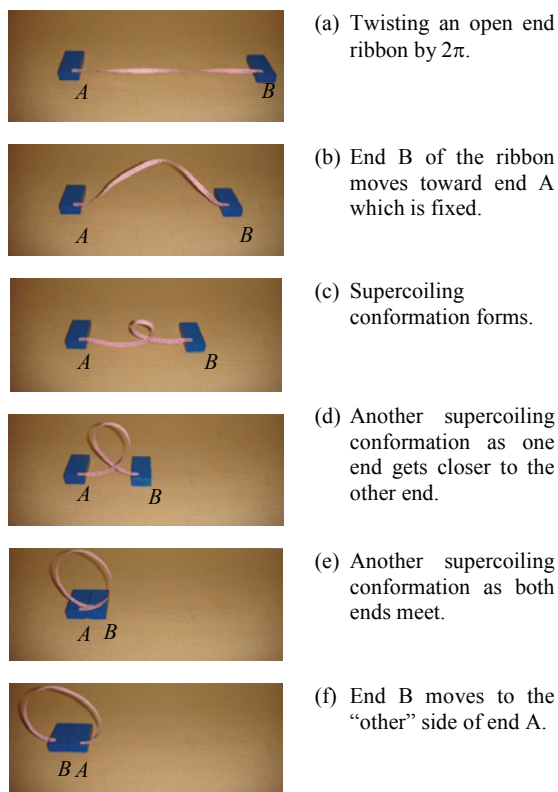 (a) Twisting an open end
ribbon by 2π.
A
B
(b) End B of the ribbon
moves toward end A
which is fixed.
A
B
(c) Supercoiling
conformation forms.
A
B
(d) Another supercoiling
conformation as one
end gets closer to the
other end.
A
B
(e) Another supercoiling
conformation as both
ends meet.
A
B
(f) End B moves to the
“other” side of end A.
B A